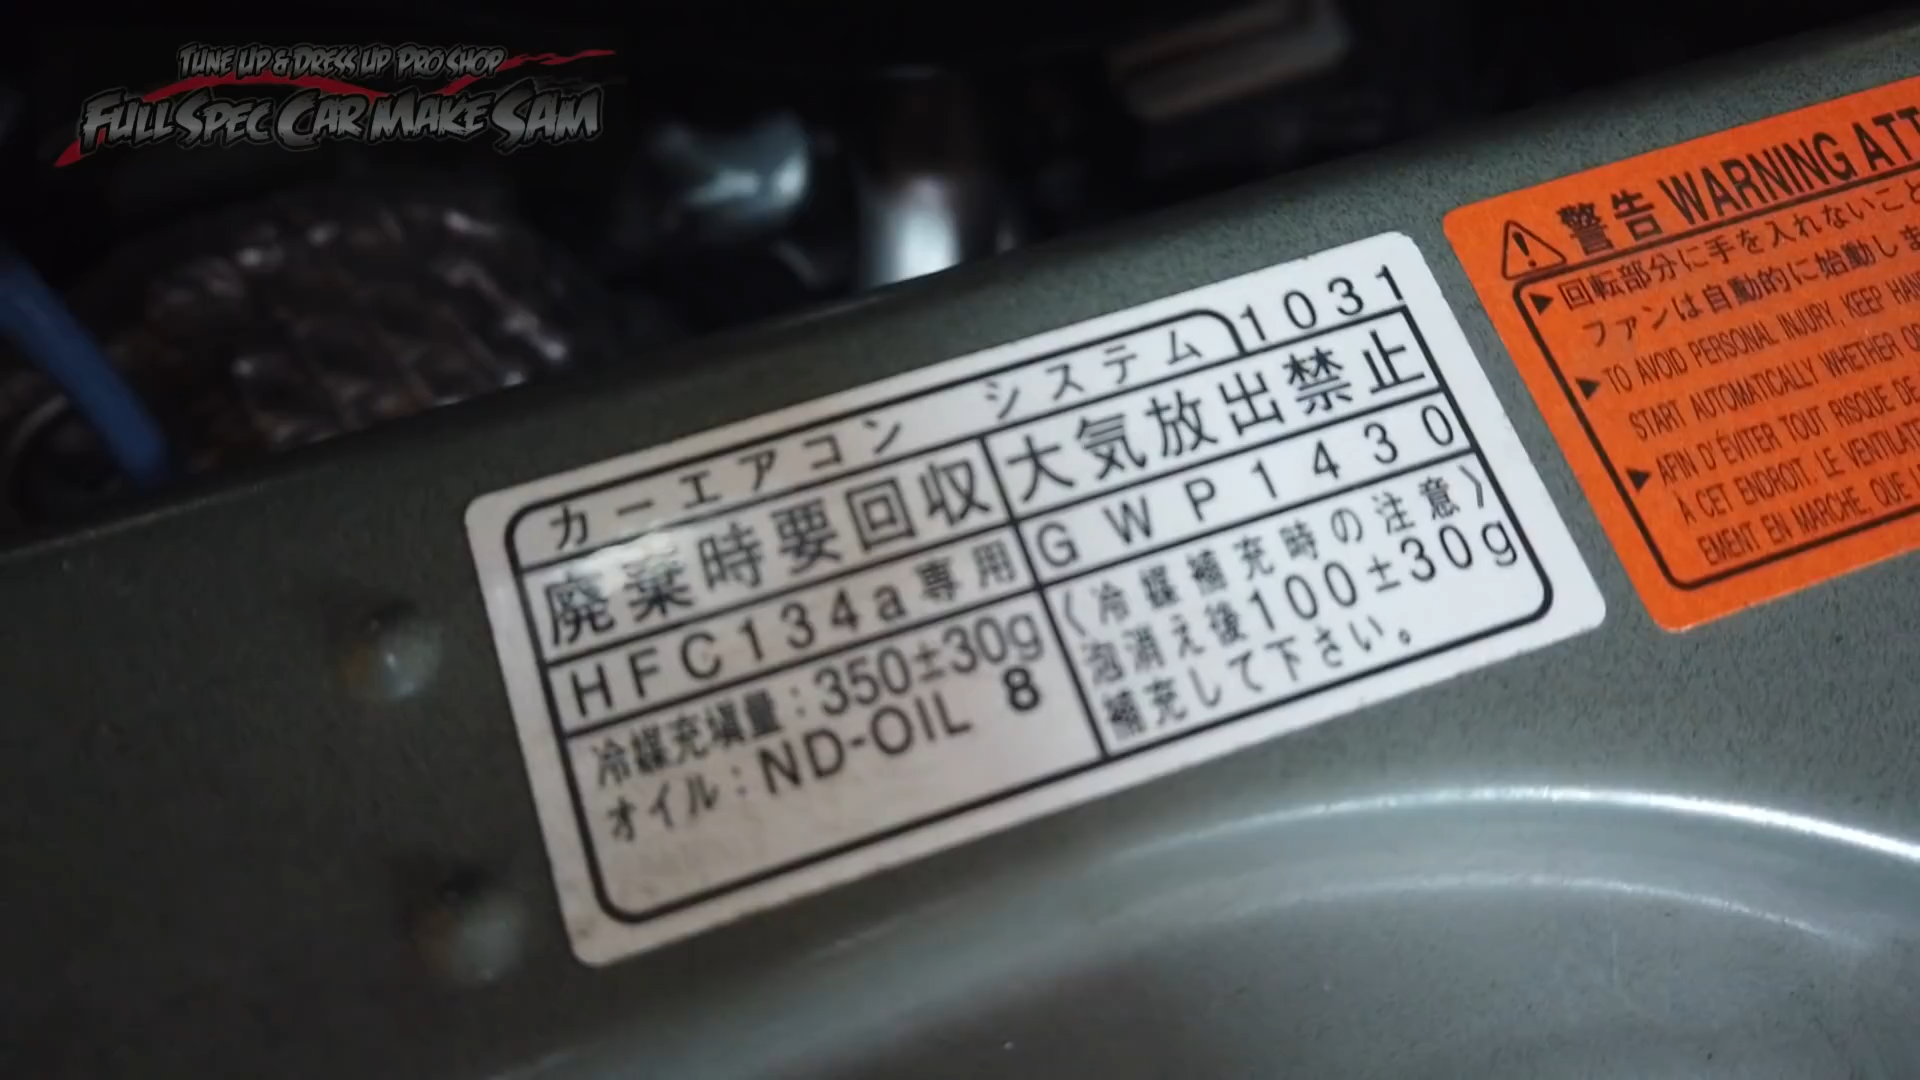 TUNE UP & DRESS UP PRO SHOP
FULL SPEC CAR MAKE SAM
カーエアコン システム 1031
廃棄時要回収 大気放出禁止
HFC134a専用 GWP1430
冷媒充填量：350±30g
オイル：ND-OIL 8
〈冷媒補充時の注意〉
泡消え後100±30g
補充して下さい。
警告 WARNING ATT
▶回転部分に手を入れないこと
ファンは自動的に始動しま
▶TO AVOID PERSONAL INJURY, KEEP HAN
START AUTOMATICALLY WHETHER
▶AFIN D'ÉVITER TOUT RISQUE DE
À CET ENDROIT. LE VENTILAT
EMENT EN MARCHE, QUE